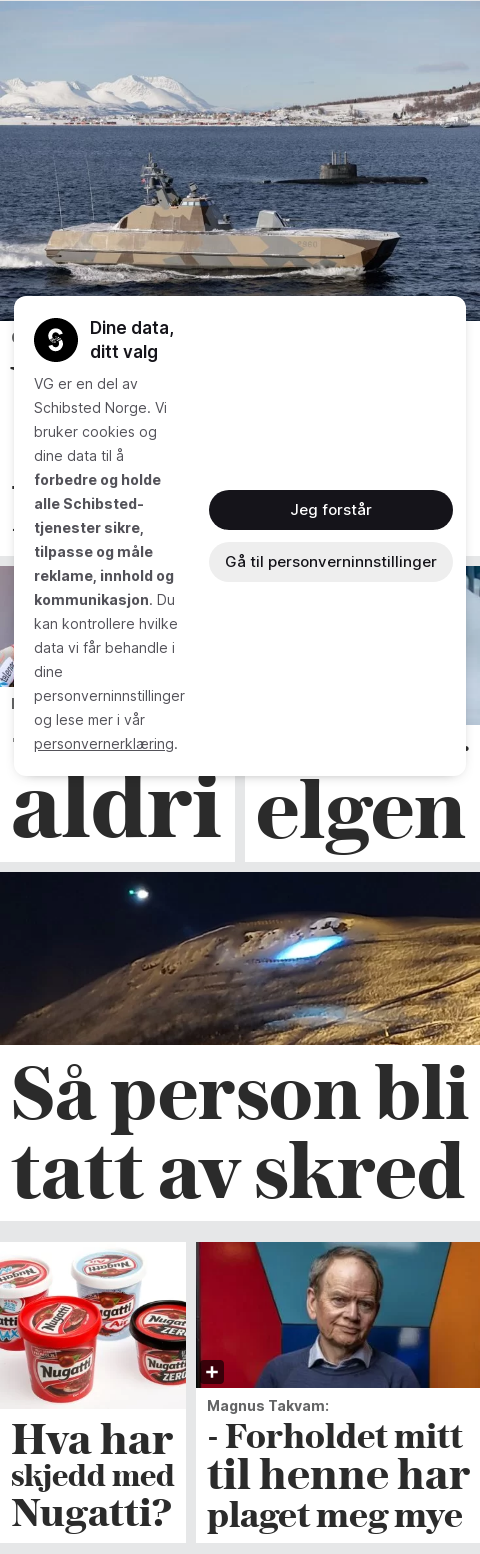 Dine data,
ditt valg
VG er en del av
Schibsted Norge. Vi
bruker cookies og
dine data til å
forbedre og holde
alle Schibsted-
tjenester sikre,
tilpasse og måle
reklame, innhold og
kommunikasjon. Du
kan kontrollere hvilke
data vi får behandle i
dine
personverninnstillinger
og lese mer i vår
personvernerklæring.
Jeg forstår
Gå til personverninnstillinger
aldri
elgen
Så person bli
tatt av skred
Nugatti
Nugatti
Nugatti
Nugatti
Air
ZERO
Nugatti
ZERO
Hva har
skjedd med
Nugatti?
+
Magnus Takvam:
- Forholdet mitt
til henne har
plaget meg mye